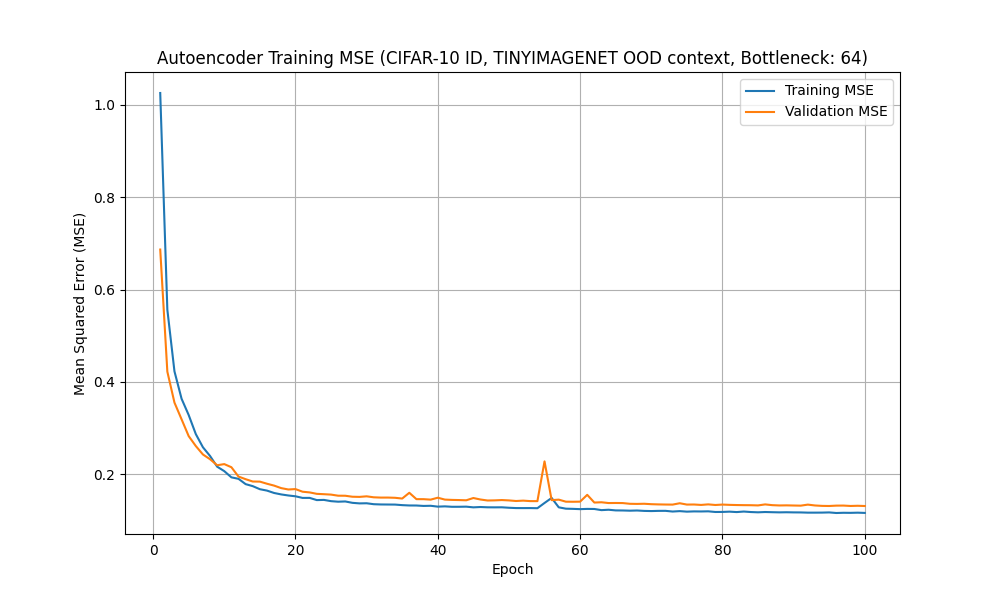 Autoencoder Training MSE (CIFAR-10 ID, TINYIMAGENET OOD context, Bottleneck: 64)
Training MSE
Validation MSE
1.0
0.8
0.6
0.4
0.2
Mean Squared Error (MSE)
0
20
40
60
80
100
Epoch